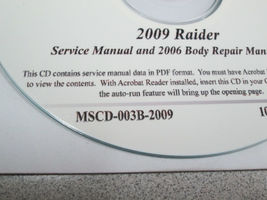 2009 Raider
Service Manual and 2006 Body Repair Man
This CD contains service manual data in PDF format. You must have Acrobat
to view the contents. With Acrobat Reader installed, insert this CD in your C
the auto-run feature will bring up the opening page.
MSCD-003B-2009 10